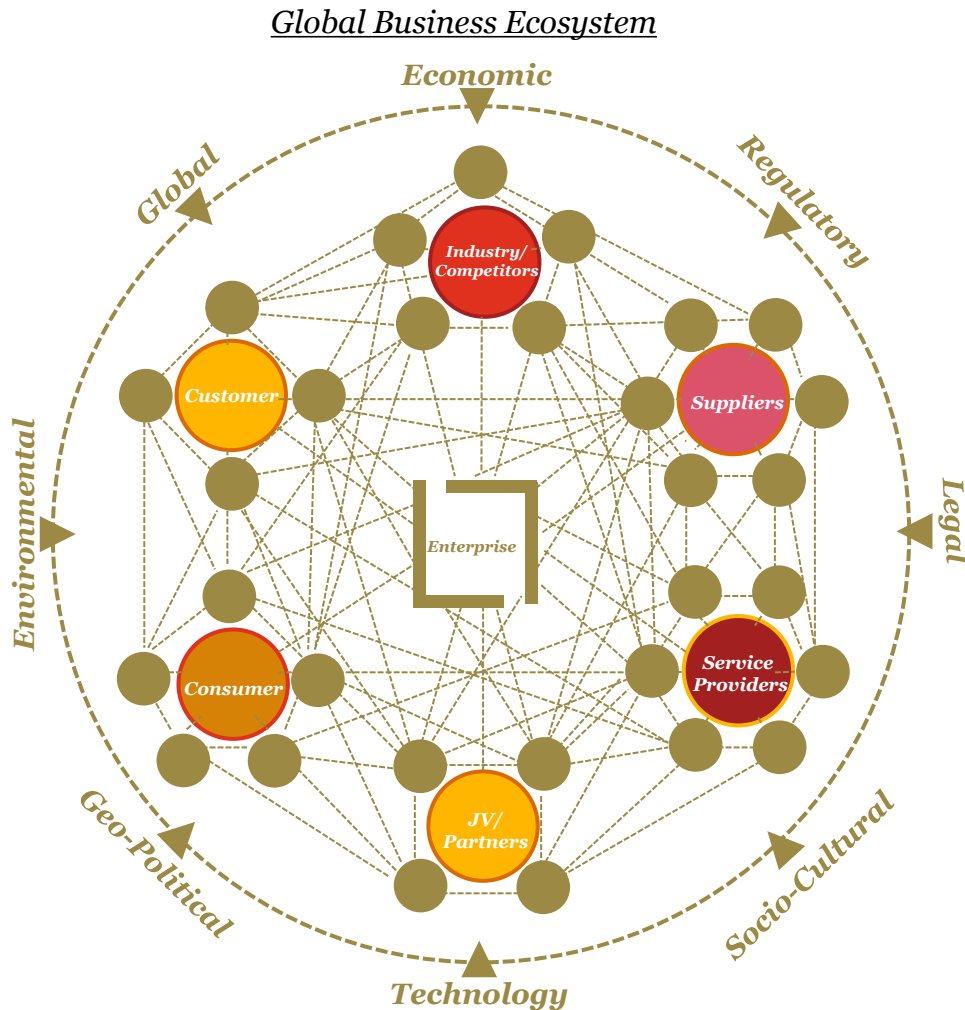 Global Business Ecosystem
Economic
Global
Regulatory
Industry/
Competitors
Customer
Suppliers
Environmental
Legal
Enterprise
Consumer
Service
Providers
JV/
Partners
Geo-Political
Socio-Cultural
Technology